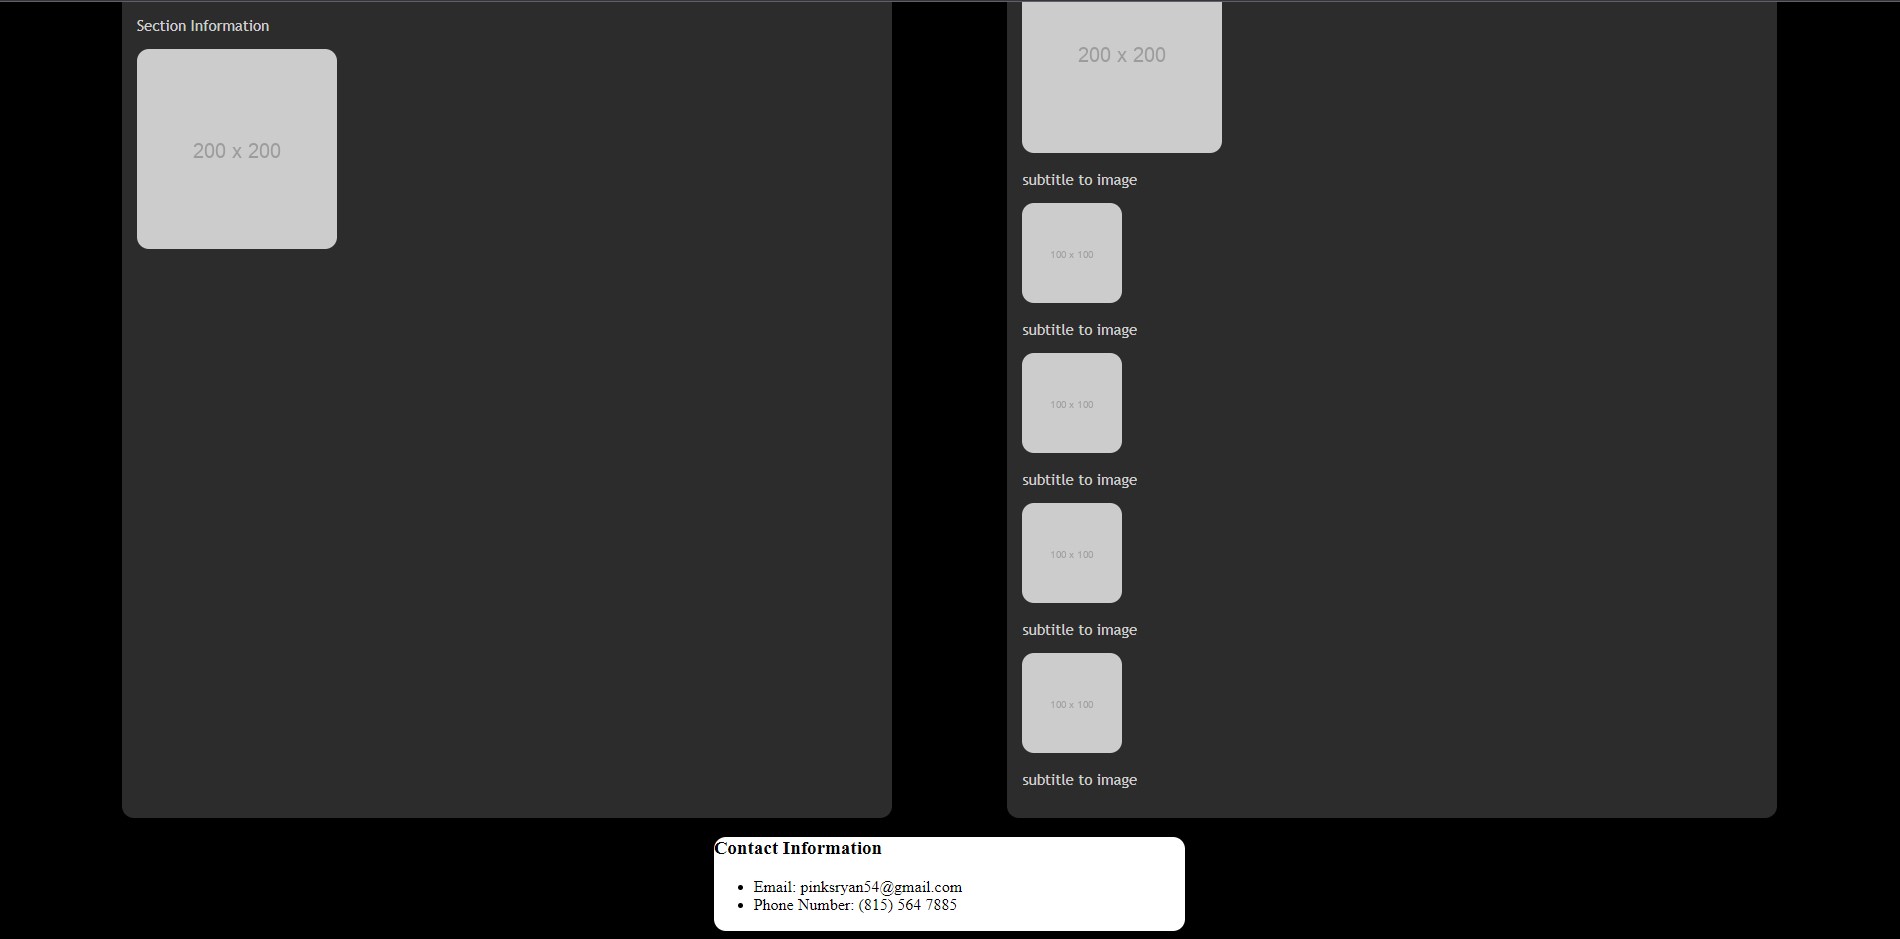 Section Information
200 x 200
200 x 200
subtitle to image
100 x 100
subtitle to image
100 x 100
subtitle to image
100 x 100
subtitle to image
100 x 100
subtitle to image
Contact Information
Email: pinksryan54@gmail.com
Phone Number: (815) 564 7885